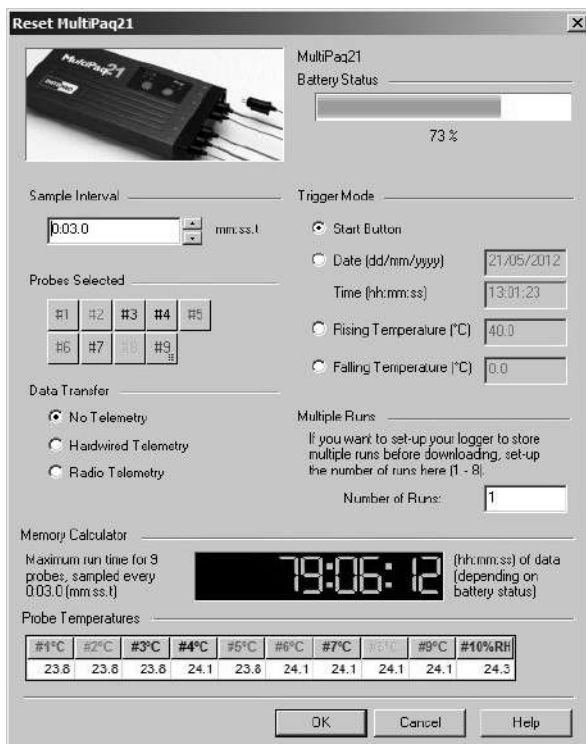 Reset MultiPaq21
MultiPaq21
MultiPaq21
Battery Status
73 %
Sample Interval
0:03.0
mm:ss.t
Probes Selected
#1 #2 #3 #4 #5
#6 #7 #8 #9
Data Transfer
No Telemetry
Hardwired Telemetry
Radio Telemetry
Trigger Mode
Start Button
Date (dd/mm/yyyy) 21/05/2012
Time (hh:mm:ss) 13:01:23
Rising Temperature (°C) 40.0
Falling Temperature (°C) 0.0
Multiple Runs
If you want to set-up your logger to store
multiple runs before downloading, set-up
the number of runs here (1 - 8).
Number of Runs: 1
Memory Calculator
Maximum run time for 9
probes, sampled every
0:03.0 (mm:ss.t)
79:06:12
(hh:mm:ss) of data
(depending on
battery status)
Probe Temperatures
#1°C #2°C #3°C #4°C #5°C #6°C #7°C #8°C #9°C #10%RH
23.8 23.8 23.8 24.1 23.8 24.1 24.1 24.1 24.1 24.3
OK Cancel Help